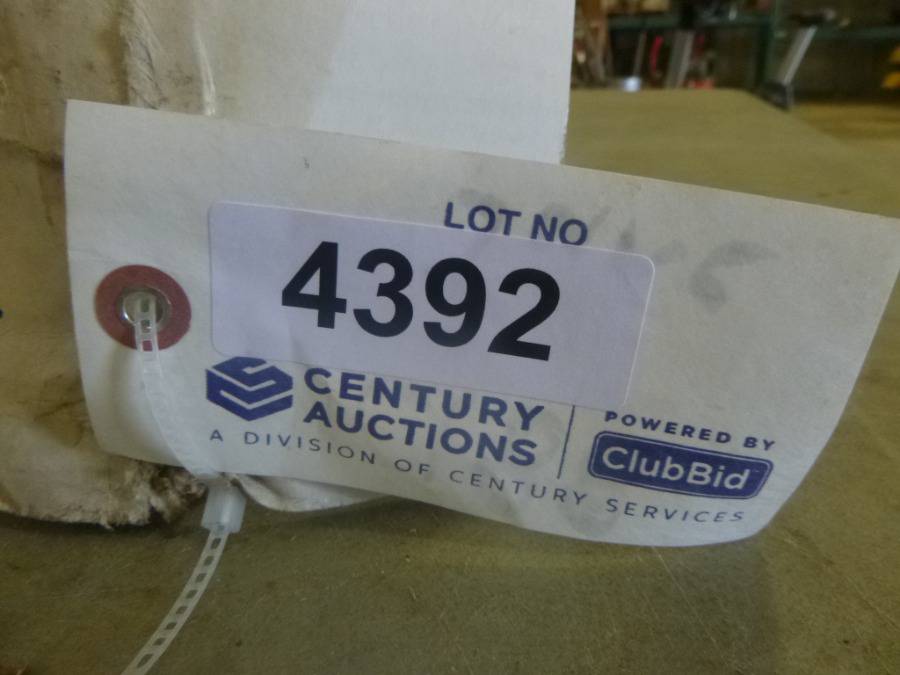 LOT NO
4392
CENTURY
AUCTIONS
A DIVISION OF CENTURY SERVICES
POWERED BY
ClubBid